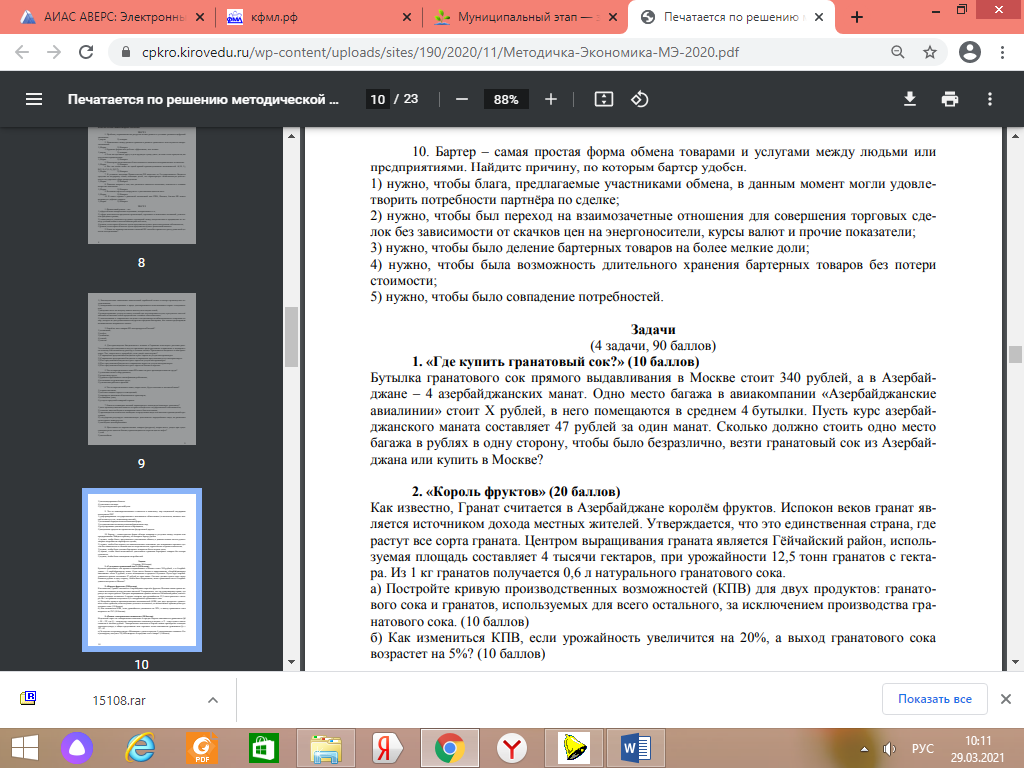 АИАС АВЕРС: Электроннь
кфмл.рф
Муниципальный этап — з
Печатается по решению
cpkro.kirovedu.ru/wp-content/uploads/sites/190/2020/11/Методичка-Экономика-МЭ-2020.pdf
Печатается по решению методической ...
10 / 23
88%
10. Бартер – самая простая форма обмена товарами и услугами между людьми или
предприятиями. Найдите причину, по которым бартер удобен.
1) нужно, чтобы блага, предлагаемые участниками обмена, в данным момент могли удовле-
творить потребности партнёра по сделке;
2) нужно, чтобы был переход на взаимозачетные отношения для совершения торговых сде-
лок без зависимости от скачков цен на энергоносители, курсы валют и прочие показатели;
3) нужно, чтобы было деление бартерных товаров на более мелкие доли;
4) нужно, чтобы была возможность длительного хранения бартерных товаров без потери
стоимости;
5) нужно, чтобы было совпадение потребностей.
Задачи
(4 задачи, 90 баллов)
1. «Где купить гранатовый сок?» (10 баллов)
Бутылка гранатового сок прямого выдавливания в Москве стоит 340 рублей, а в Азербай-
джане – 4 азербайджанских манат. Одно место багажа в авиакомпании «Азербайджанские
авиалинии» стоит X рублей, в него помещаются в среднем 4 бутылки. Пусть курс азербай-
джанского маната составляет 47 рублей за один манат. Сколько должно стоить одно место
багажа в рублях в одну сторону, чтобы было безразлично, везти гранатовый сок из Азербай-
джана или купить в Москве?
2. «Король фруктов» (20 баллов)
Как известно, Гранат считается в Азербайджане королём фруктов. Испокон веков гранат яв-
ляется источником дохода местных жителей. Утверждается, что это единственная страна, где
растут все сорта граната. Центром выращивания граната является Гёйчайский район, исполь-
зуемая площадь составляет 4 тысячи гектаров, при урожайности 12,5 тонн гранатов с гекта-
ра. Из 1 кг гранатов получается 0,6 л натурального гранатового сока.
а) Постройте кривую производственных возможностей (КПВ) для двух продуктов: гранато-
вого сока и гранатов, используемых для всего остального, за исключением производства гра-
натового сока. (10 баллов)
б) Как измениться КПВ, если урожайность увеличится на 20%, а выход гранатового сока
возрастет на 5%? (10 баллов)
8
9
10
15108.rar
Показать все
РУС
10:11
29.03.2021